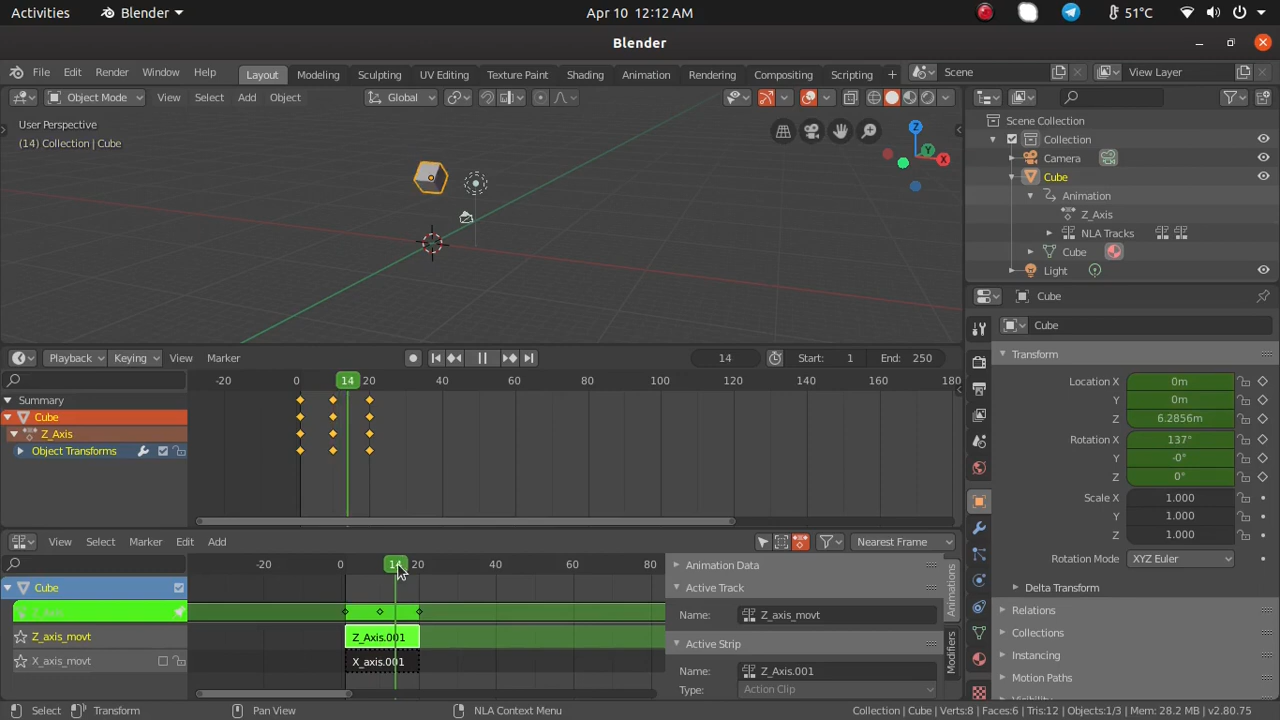 Activities Blender Apr 10 12:12 AM 51°C
Blender
File Edit Render Window Help Layout Modeling Sculpting UV Editing Texture Paint Shading Animation Rendering Compositing Scripting + Scene View Layer
Object Mode View Select Add Object Global
User Perspective
(14) Collection | Cube
Z
Y
X
Scene Collection
Collection
Camera
Cube
Animation
Z_Axis
NLA Tracks
Cube
Light
Cube
Cube
Transform
Location X 0m
Y 0m
Z 6.2856m
Rotation X 137°
Y -0°
Z 0°
Scale X 1.000
Y 1.000
Z 1.000
Rotation Mode XYZ Euler
Delta Transform
Relations
Collections
Instancing
Motion Paths
Playback Keying View Marker 14 Start: 1 End: 250
-20 0 14 20 40 60 80 100 120 140 160 180
Summary
Cube
Z_Axis
Object Transforms
View Select Marker Edit Add Nearest Frame
-20 0 14 20 40 60 80
Cube
Z_Axis
Z_axis_movt Z_Axis.001
X_axis_movt X_axis.001
Animation Data
Active Track
Name: Z_axis_movt
Active Strip
Name: Z_Axis.001
Type: Action Clip
Animations
Modifiers
Select Transform Pan View NLA Context Menu Collection | Cube | Verts:8 | Faces:6 | Tris:12 | Objects:1/3 | Mem: 28.2 MB | v2.80.75